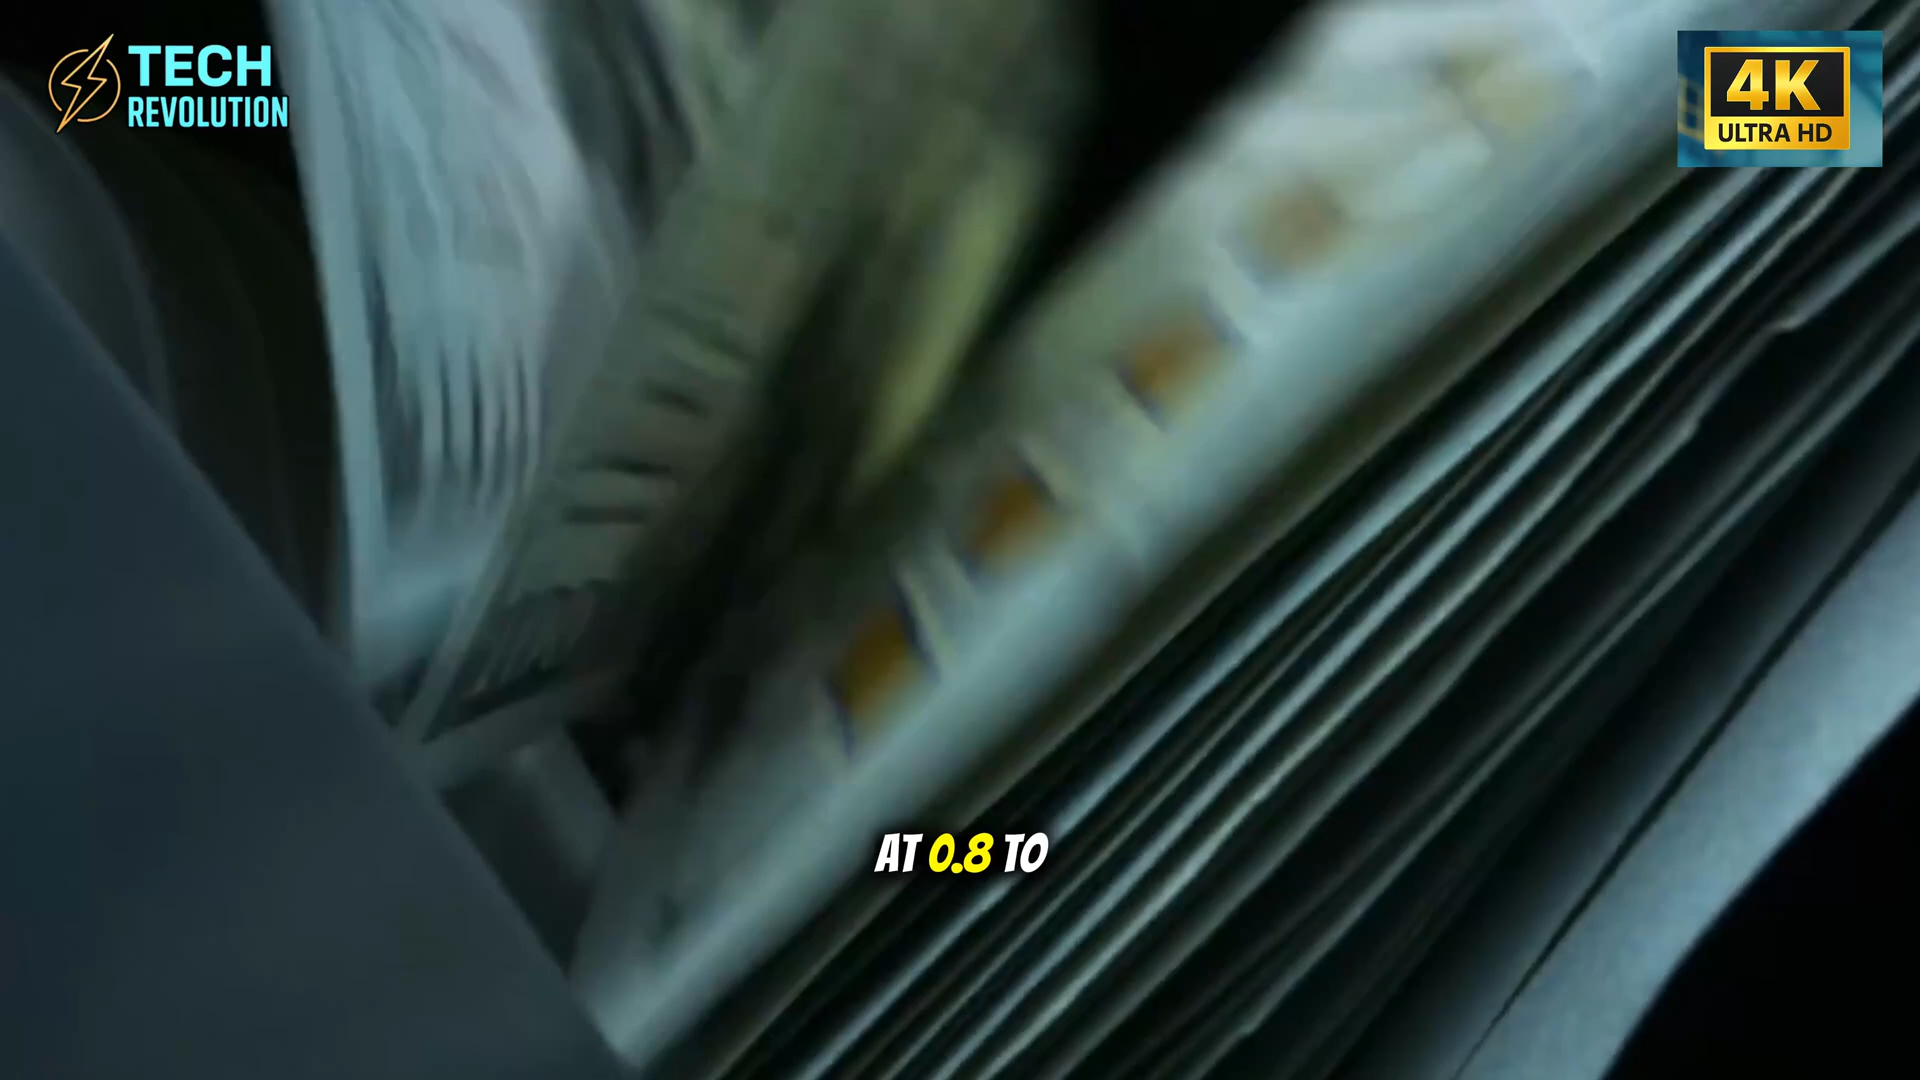 TECH
REVOLUTION
4K
ULTRA HD
AT 0.8 TO